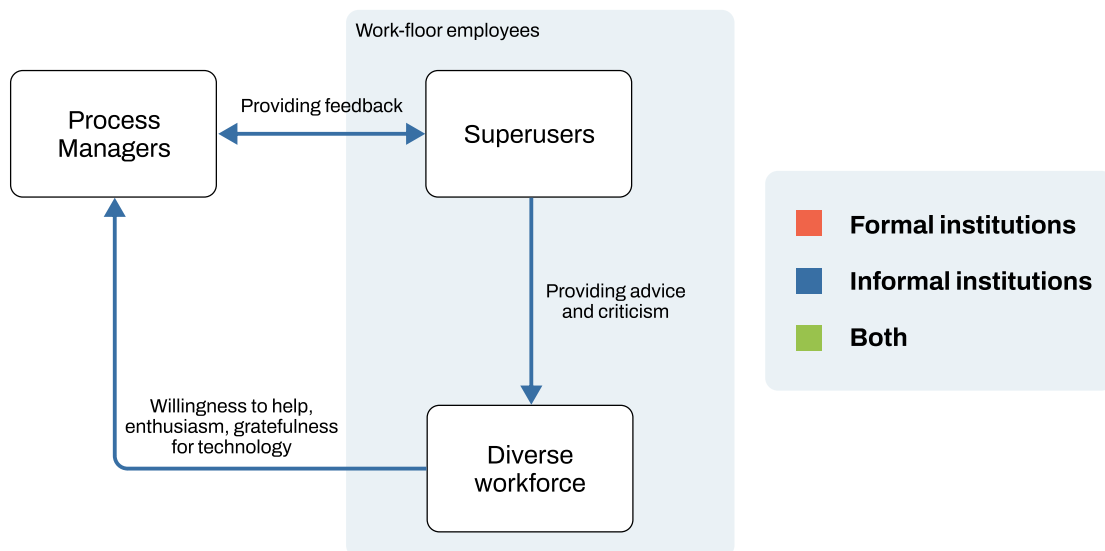 Work-floor employees
Process
Managers
Providing feedback
Superusers
Formal institutions
Informal institutions
Both
Providing advice
and criticism
Willingness to help,
enthusiasm, gratefulness
for technology
Diverse
workforce